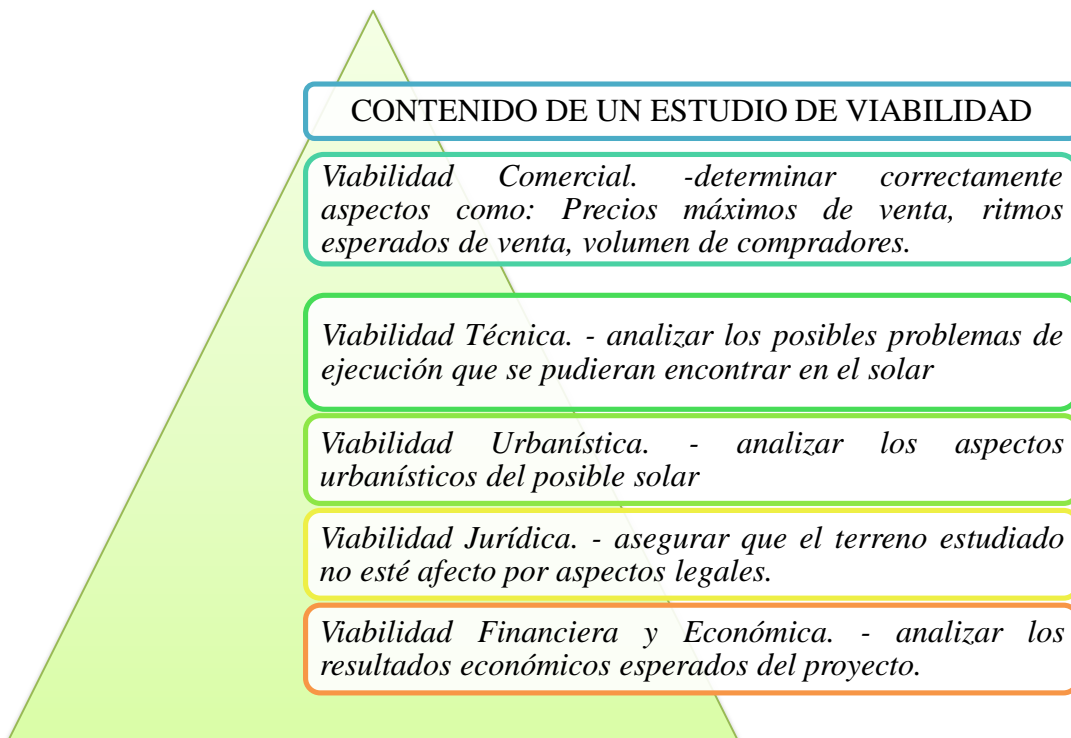 CONTENIDO DE UN ESTUDIO DE VIABILIDAD
Viabilidad Comercial. -determinar correctamente
aspectos como: Precios máximos de venta, ritmos
esperados de venta, volumen de compradores.
Viabilidad Técnica. - analizar los posibles problemas de
ejecución que se pudieran encontrar en el solar
Viabilidad Urbanística. - analizar los aspectos
urbanísticos del posible solar
Viabilidad Jurídica. - asegurar que el terreno estudiado
no esté afecto por aspectos legales.
Viabilidad Financiera y Económica. - analizar los
resultados económicos esperados del proyecto.